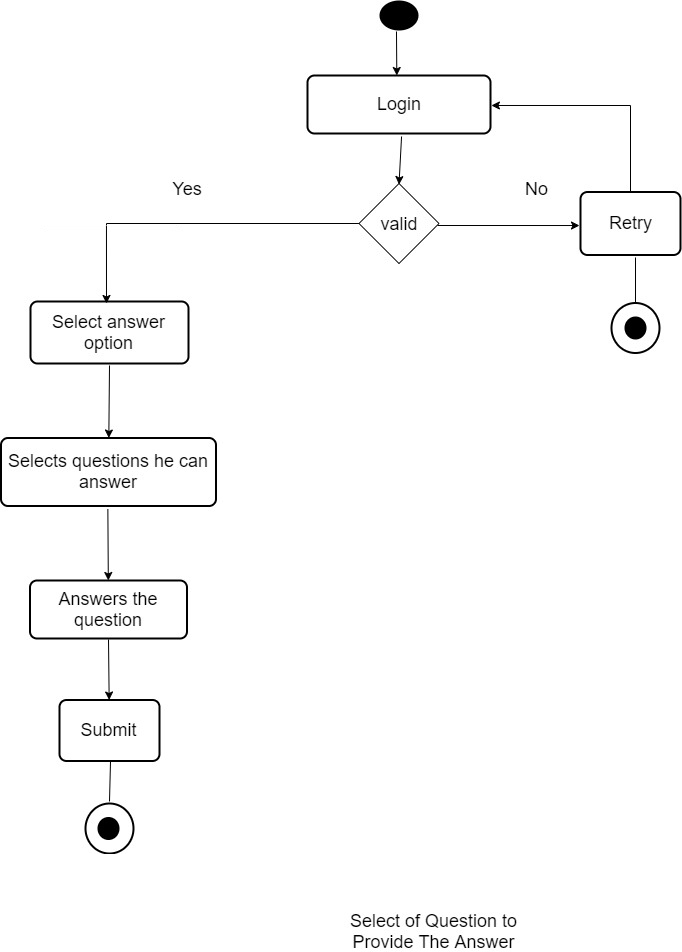 Login
Yes
No
valid
Retry
Select answer
option
Selects questions he can
answer
Answers the
question
Submit
Select of Question to
Provide The Answer